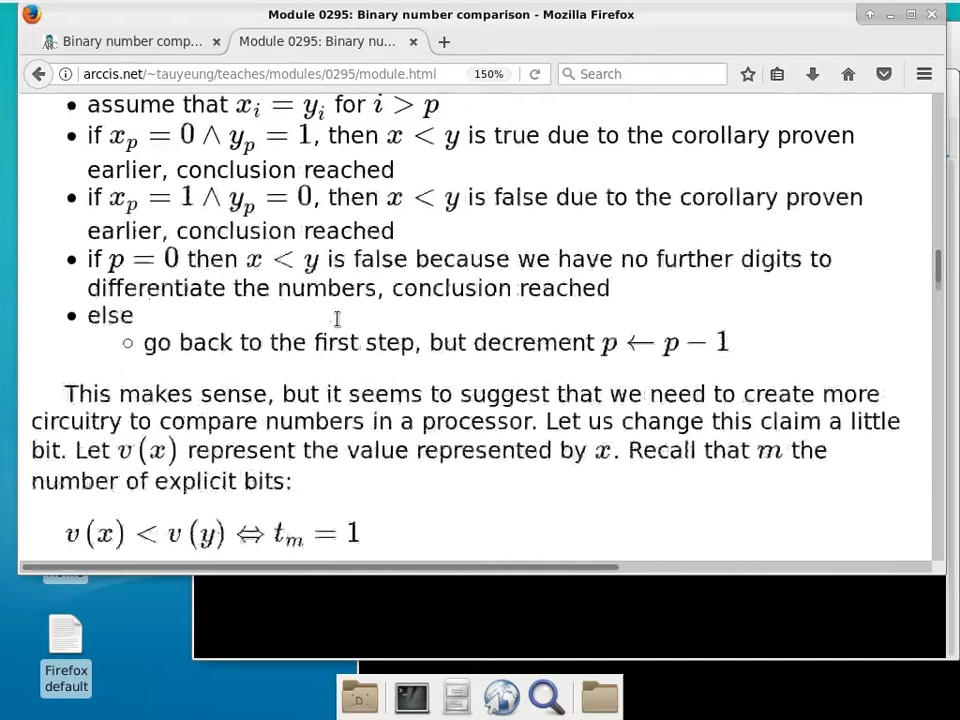 Module 0295: Binary number comparison - Mozilla Firefox
Binary number comp... × Module 0295: Binary nu... × +
arccis.net/~tauyeung/teaches/modules/0295/module.html 150% Search
• assume that xᵢ = yᵢ for i > p
• if xₚ = 0 ∧ yₚ = 1, then x < y is true due to the corollary proven
earlier, conclusion reached
• if xₚ = 1 ∧ yₚ = 0, then x < y is false due to the corollary proven
earlier, conclusion reached
• if p = 0 then x < y is false because we have no further digits to
differentiate the numbers, conclusion reached
• else
○ go back to the first step, but decrement p ← p − 1
This makes sense, but it seems to suggest that we need to create more
circuitry to compare numbers in a processor. Let us change this claim a little
bit. Let v(x) represent the value represented by x. Recall that m the
number of explicit bits:
v(x) < v(y) ⇔ tₘ = 1
Firefox
default